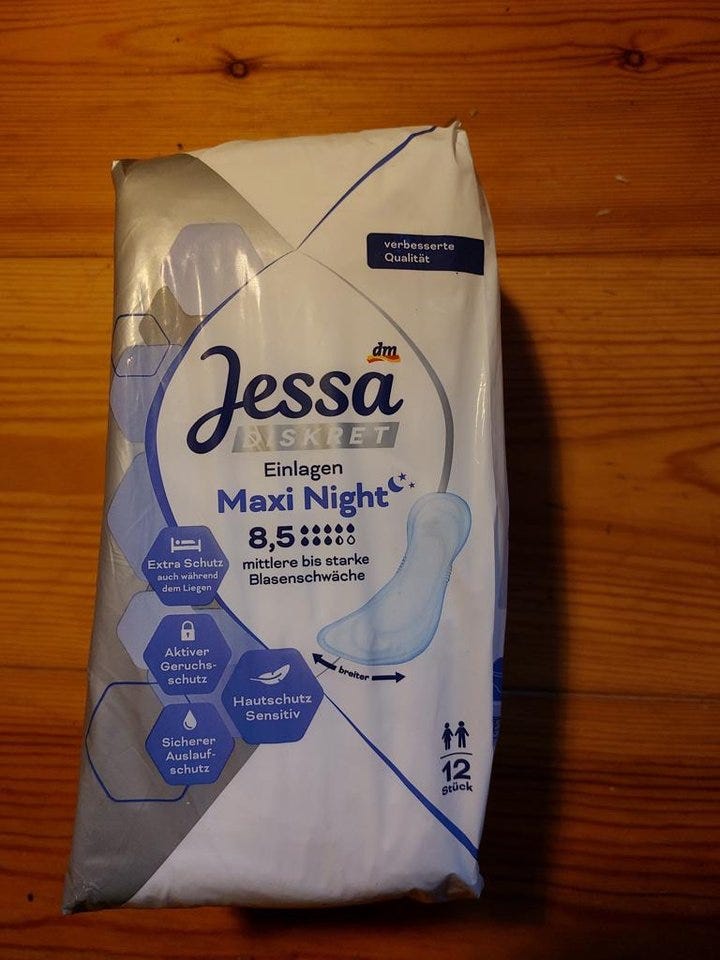 verbesserte
Qualität
dm
Jessa
DISKRET
Einlagen
Maxi Night
8,5
mittlere bis starke
Blasenschwäche
Extra Schutz
auch während
dem Liegen
Aktiver
Geruchs-
schutz
Hautschutz
Sensitiv
Sicherer
Auslauf-
schutz
breiter
12
Stück